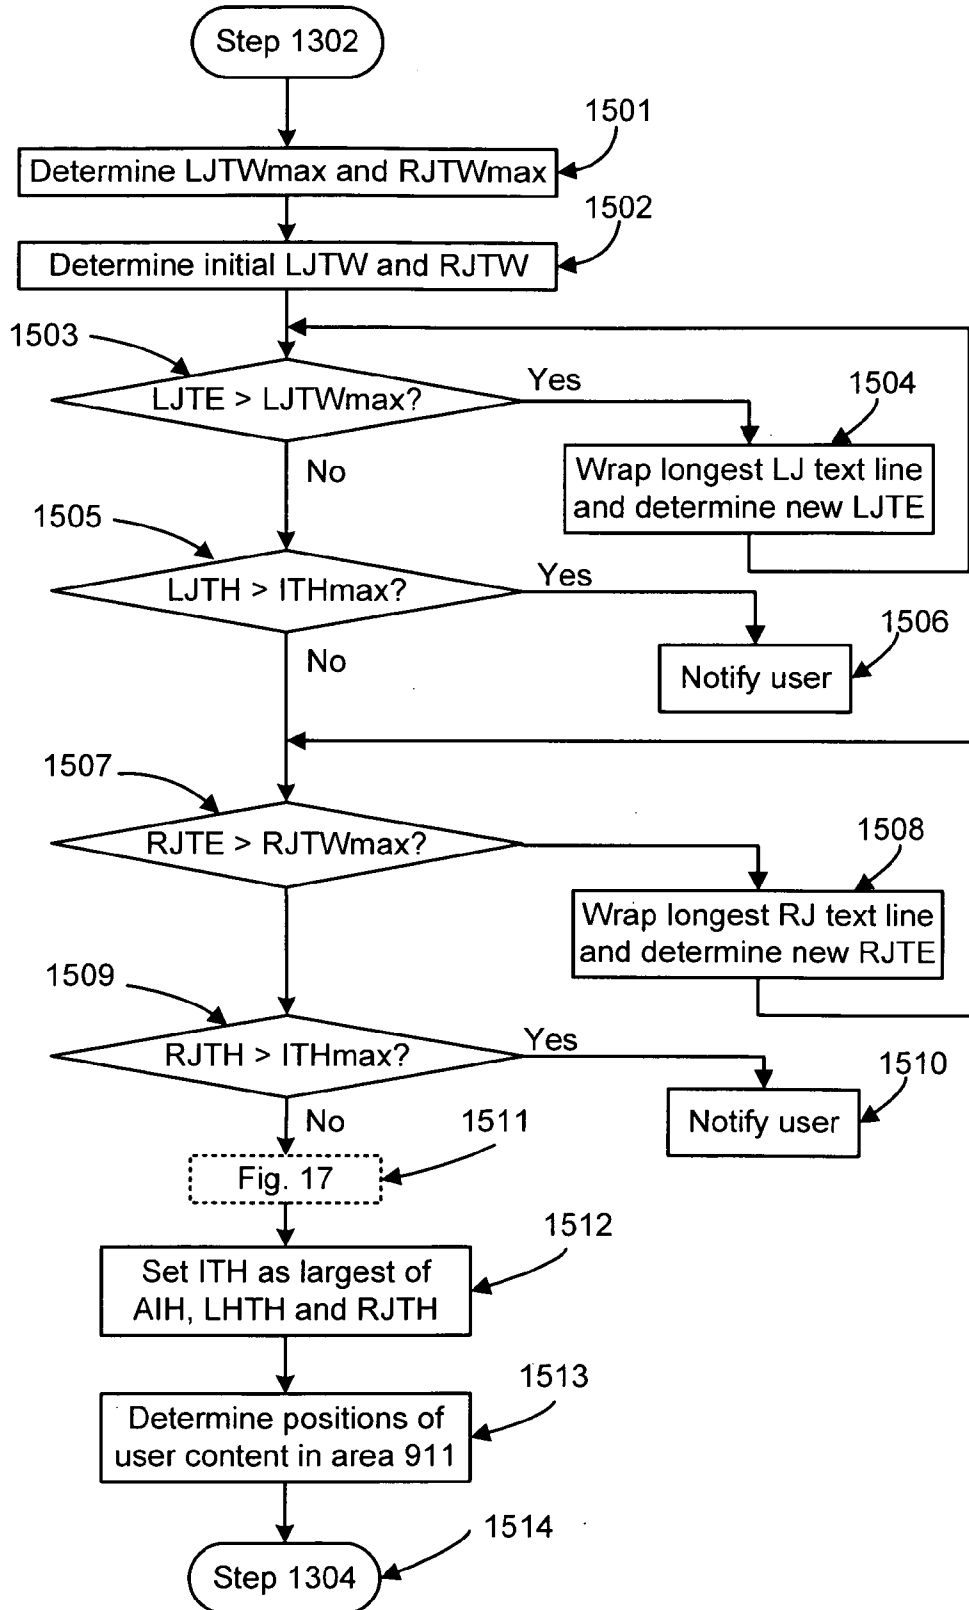 Step 1302
1501
Determine LJTWmax and RJTWmax
1502
Determine initial LJTW and RJTW
1503
LJTE > LJTWmax?
Yes
1504
Wrap longest LJ text line
and determine new LJTE
No
1505
LJTH > ITHmax?
Yes
1506
Notify user
No
1507
RJTE > RJTWmax?
1508
Wrap longest RJ text line
and determine new RJTE
1509
RJTH > ITHmax?
Yes
1510
Notify user
No
1511
Fig. 17
1512
Set ITH as largest of
AIH, LHTH and RJTH
1513
Determine positions of
user content in area 911
1514
Step 1304